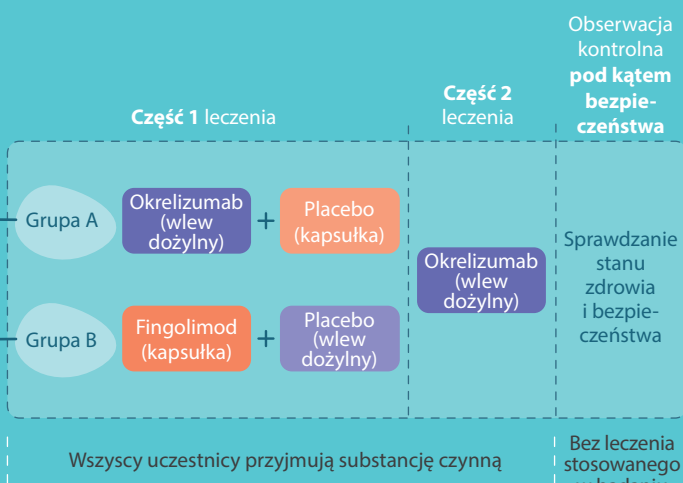 Obserwacja
kontrolna
pod kątem
bezpie-
czeństwa
Część 1 leczenia
Część 2
leczenia
Grupa A
Okrelizumab
(wlew
dożylny)
+
Placebo
(kapsułka)
Grupa B
Fingolimod
(kapsułka)
+
Placebo
(wlew
dożylny)
Okrelizumab
(wlew
dożylny)
Sprawdzanie
stanu
zdrowia
i bezpie-
czeństwa
Wszyscy uczestnicy przyjmują substancję czynną
Bez leczenia
stosowanego